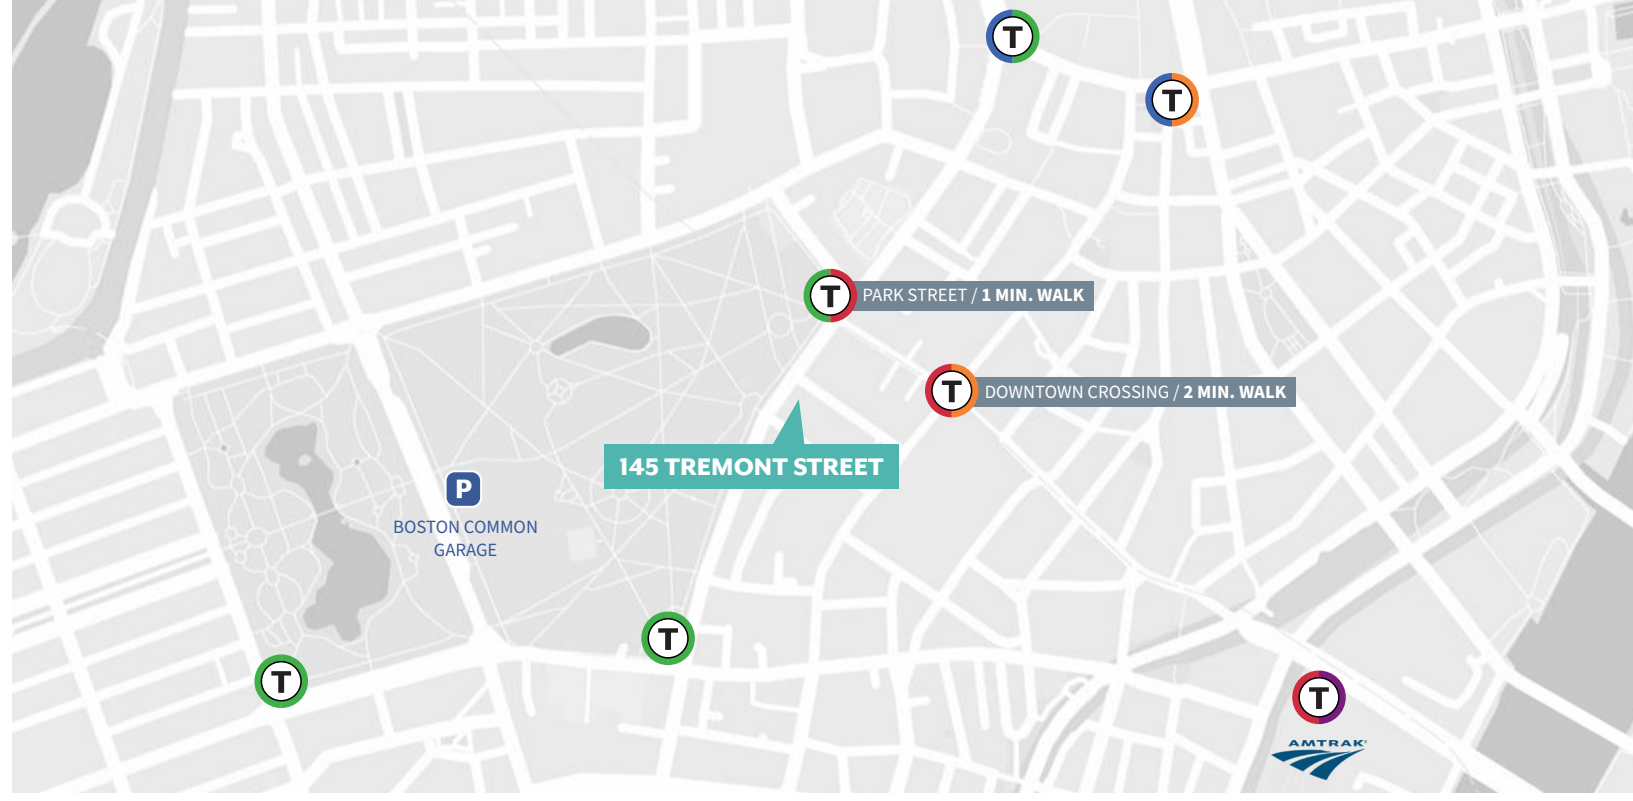 T
T
T PARK STREET / 1 MIN. WALK
T DOWNTOWN CROSSING / 2 MIN. WALK
145 TREMONT STREET
P
BOSTON COMMON
GARAGE
T
T
T
AMTRAK